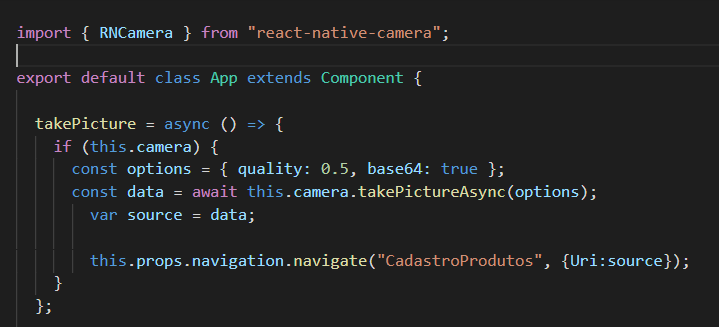 import { RNCamera } from "react-native-camera";
export default class App extends Component {
takePicture = async () => {
if (this.camera) {
const options = { quality: 0.5, base64: true };
const data = await this.camera.takePictureAsync(options);
var source = data;
this.props.navigation.navigate("CadastroProdutos", {Uri:source});
}
};